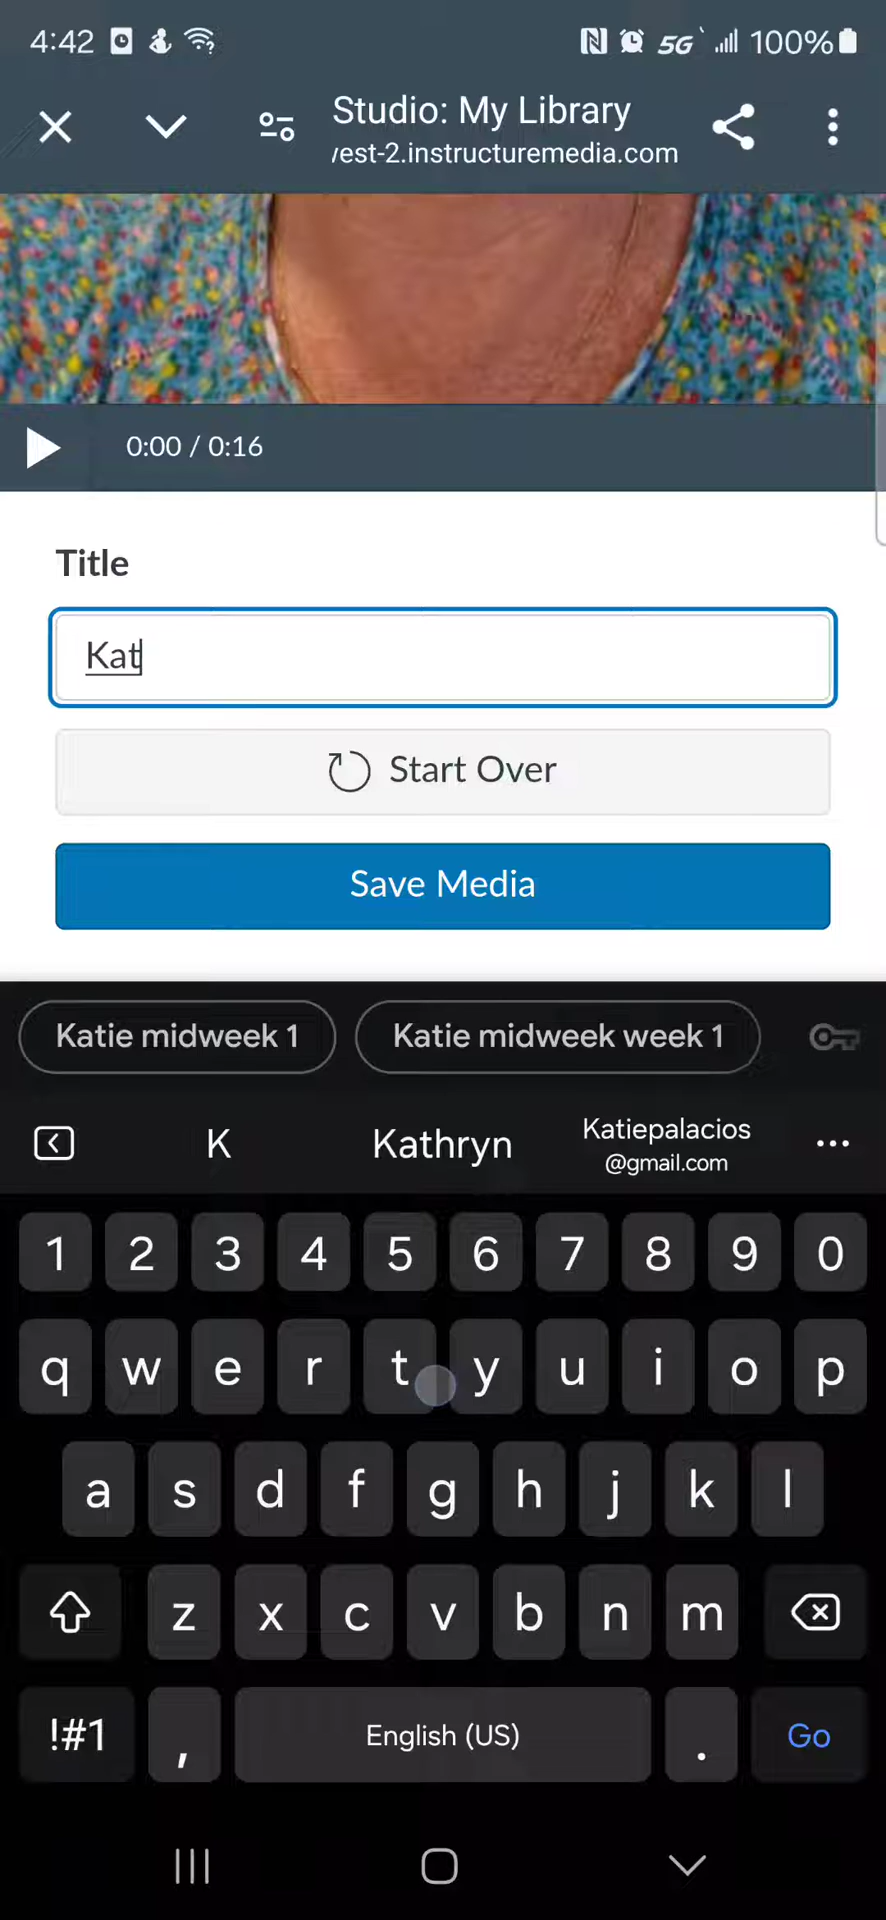 4:42 5G 100%
Studio: My Library
/est-2.instructuremedia.com
0:00 / 0:16
Title
Kat
Start Over
Save Media
Katie midweek 1 Katie midweek week 1
K Kathryn Katiepalacios
@gmail.com
1 2 3 4 5 6 7 8 9 0
q w e r t y u i o p
a s d f g h j k l
z x c v b n m
!#1 , English (US) . Go